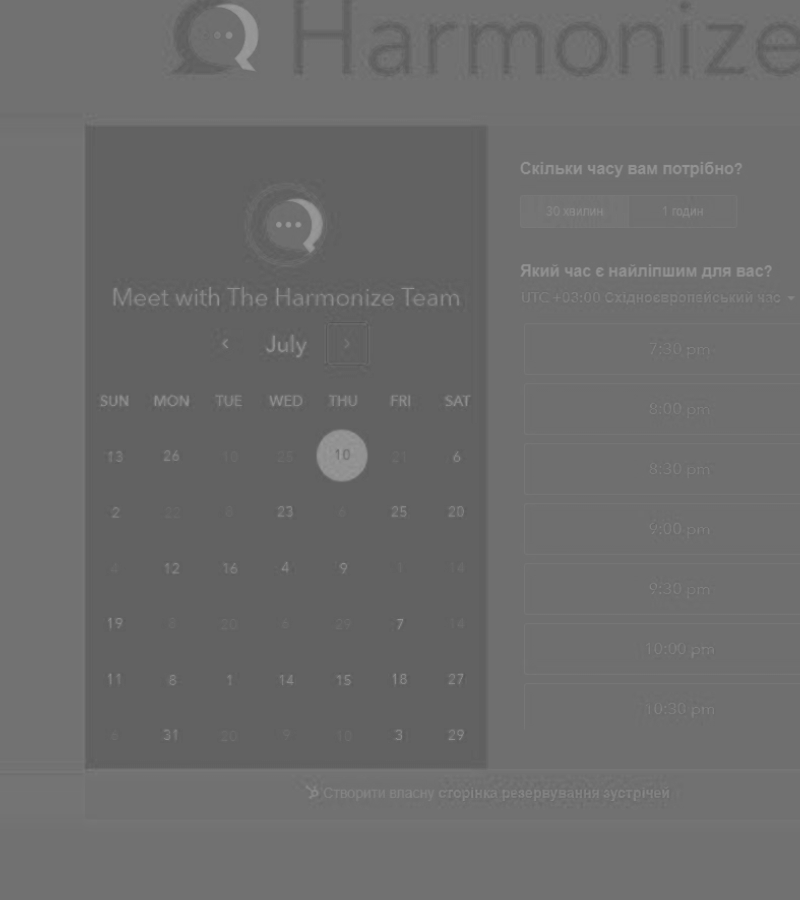 Harmonize
Meet with The Harmonize Team
‹ July ›
SUN MON TUE WED THU FRI SAT
13 26 10 25 10 21 6
2 22 8 23 6 25 20
4 12 16 4 9 1 14
19 8 20 6 29 7 14
11 8 1 14 15 18 27
6 31 20 9 10 3 29
Скільки часу вам потрібно?
30 хвилин 1 годин
Який час є найліпшим для вас?
UTC +03:00 Східноєвропейський час
7:30 pm
8:00 pm
8:30 pm
9:00 pm
9:30 pm
10:00 pm
10:30 pm
Створити власну сторінка резервування зустрічей